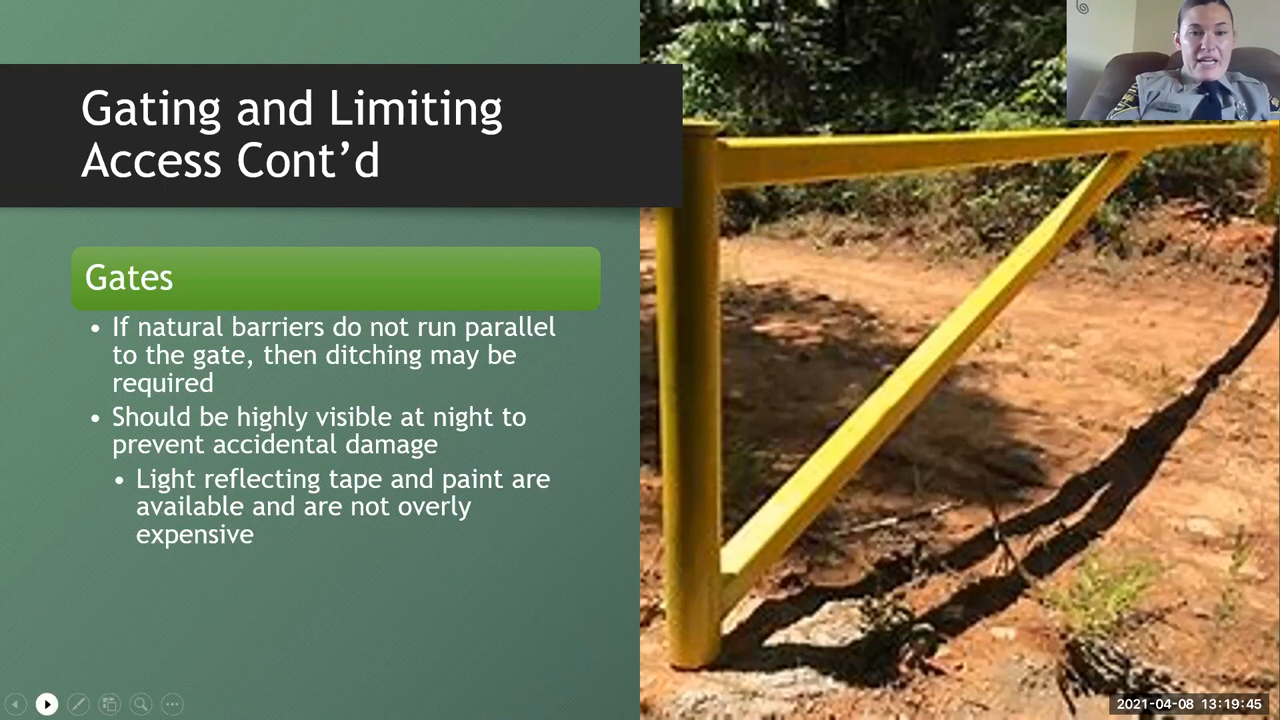 Gating and Limiting
Access Cont’d
Gates
• If natural barriers do not run parallel
to the gate, then ditching may be
required
• Should be highly visible at night to
prevent accidental damage
• Light reflecting tape and paint are
available and are not overly
expensive
2021-04-08 13:19:45